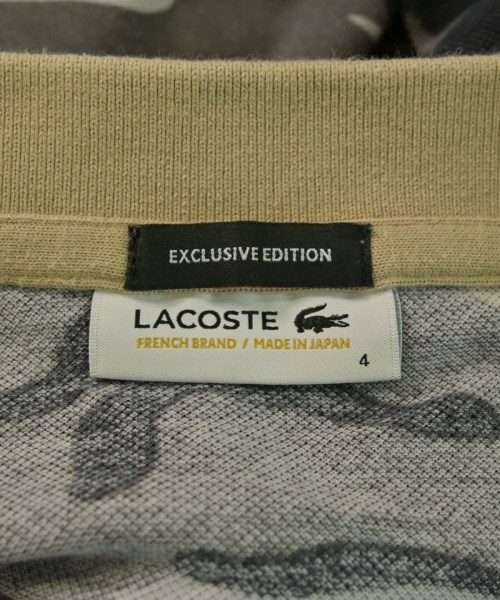 EXCLUSIVE EDITION
LACOSTE
FRENCH BRAND / MADE IN JAPAN
4